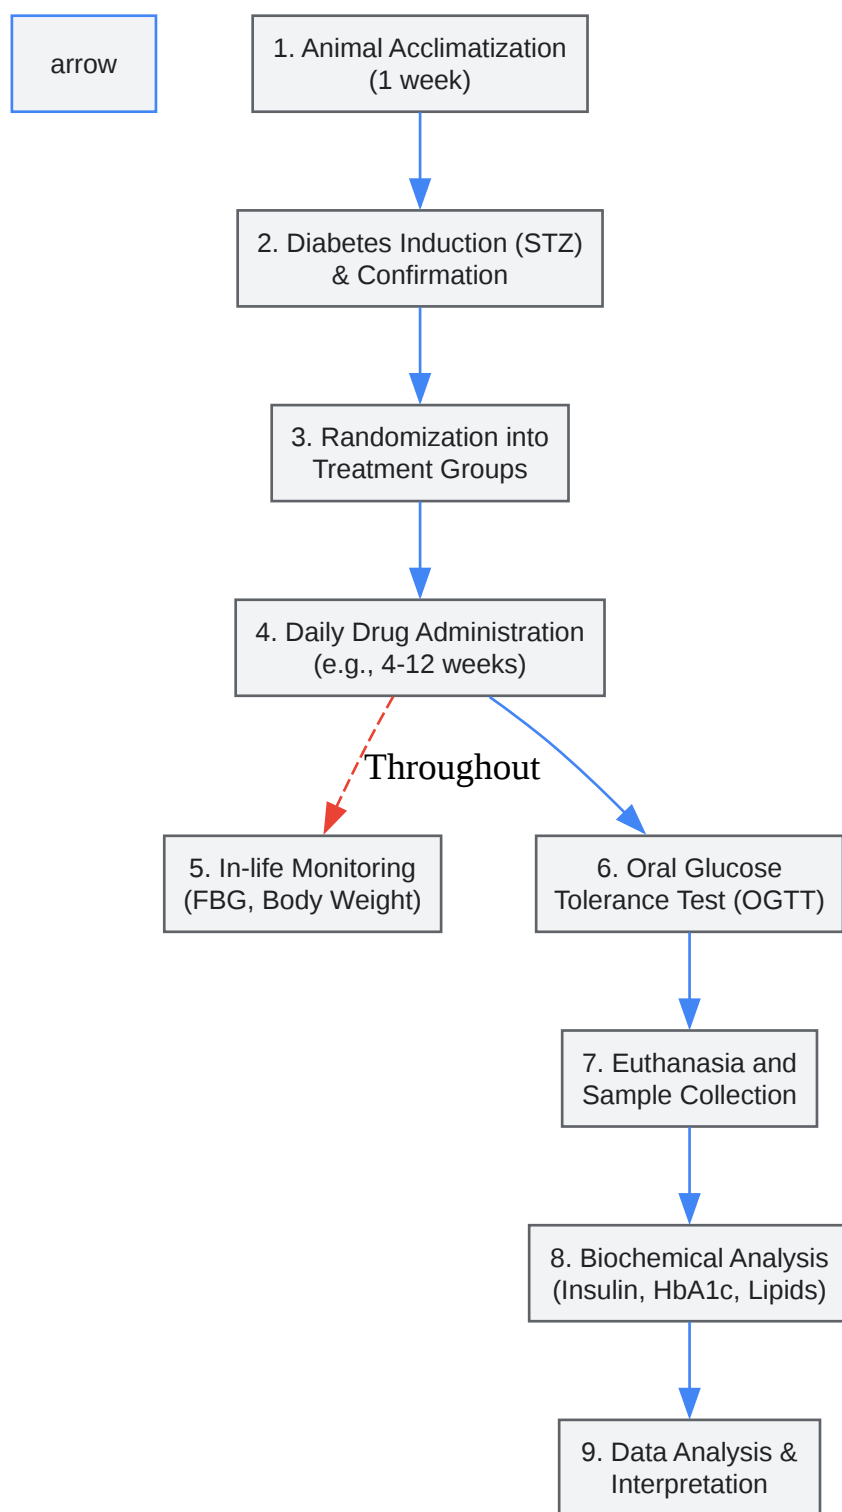 arrow
1. Animal Acclimatization
(1 week)
2. Diabetes Induction (STZ)
& Confirmation
3. Randomization into
Treatment Groups
4. Daily Drug Administration
(e.g., 4-12 weeks)
Throughout
5. In-life Monitoring
(FBG, Body Weight)
6. Oral Glucose
Tolerance Test (OGTT)
7. Euthanasia and
Sample Collection
8. Biochemical Analysis
(Insulin, HbA1c, Lipids)
9. Data Analysis &
Interpretation